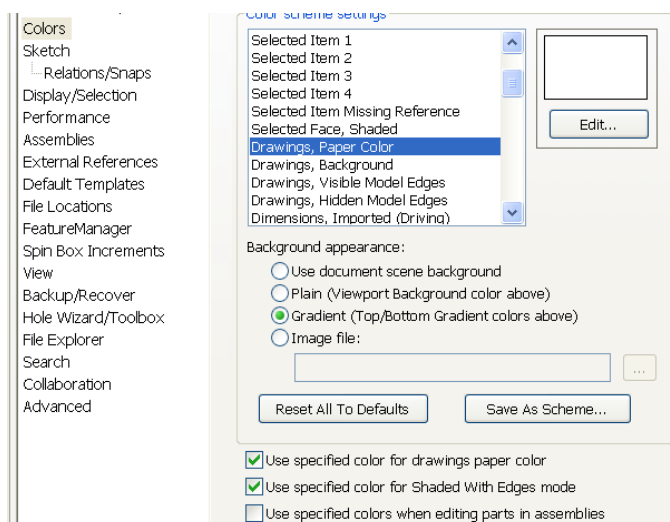 Color scheme settings
Colors
Sketch
Relations/Snaps
Display/Selection
Performance
Assemblies
External References
Default Templates
File Locations
FeatureManager
Spin Box Increments
View
Backup/Recover
Hole Wizard/Toolbox
File Explorer
Search
Collaboration
Advanced
Selected Item 1
Selected Item 2
Selected Item 3
Selected Item 4
Selected Item Missing Reference
Selected Face, Shaded
Drawings, Paper Color
Drawings, Background
Drawings, Visible Model Edges
Drawings, Hidden Model Edges
Dimensions, Imported (Driving)
Edit...
Background appearance:
Use document scene background
Plain (Viewport Background color above)
Gradient (Top/Bottom Gradient colors above)
Image file:
...
Reset All To Defaults
Save As Scheme...
Use specified color for drawings paper color
Use specified color for Shaded With Edges mode
Use specified colors when editing parts in assemblies